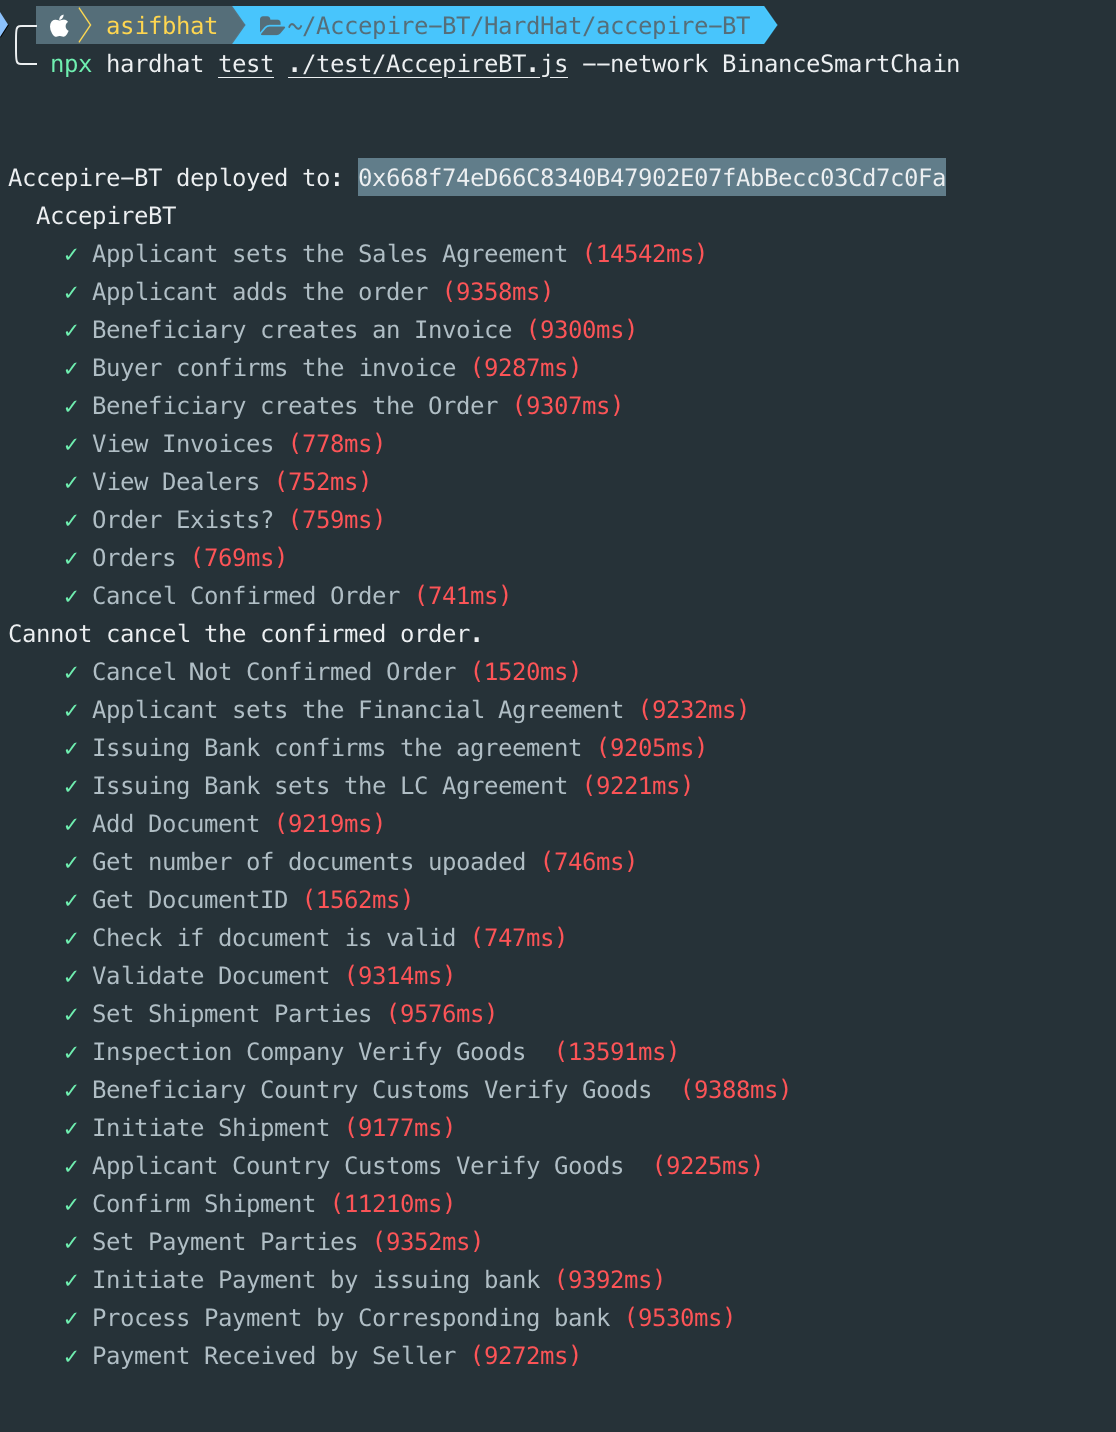 asifbhat ~/Accepire-BT/HardHat/accepire-BT
npx hardhat test ./test/AccepireBT.js --network BinanceSmartChain
Accepire-BT deployed to: 0x668f74eD66C8340B47902E07fAbBecc03Cd7c0Fa
AccepireBT
✓ Applicant sets the Sales Agreement (14542ms)
✓ Applicant adds the order (9358ms)
✓ Beneficiary creates an Invoice (9300ms)
✓ Buyer confirms the invoice (9287ms)
✓ Beneficiary creates the Order (9307ms)
✓ View Invoices (778ms)
✓ View Dealers (752ms)
✓ Order Exists? (759ms)
✓ Orders (769ms)
✓ Cancel Confirmed Order (741ms)
Cannot cancel the confirmed order.
✓ Cancel Not Confirmed Order (1520ms)
✓ Applicant sets the Financial Agreement (9232ms)
✓ Issuing Bank confirms the agreement (9205ms)
✓ Issuing Bank sets the LC Agreement (9221ms)
✓ Add Document (9219ms)
✓ Get number of documents upoaded (746ms)
✓ Get DocumentID (1562ms)
✓ Check if document is valid (747ms)
✓ Validate Document (9314ms)
✓ Set Shipment Parties (9576ms)
✓ Inspection Company Verify Goods (13591ms)
✓ Beneficiary Country Customs Verify Goods (9388ms)
✓ Initiate Shipment (9177ms)
✓ Applicant Country Customs Verify Goods (9225ms)
✓ Confirm Shipment (11210ms)
✓ Set Payment Parties (9352ms)
✓ Initiate Payment by issuing bank (9392ms)
✓ Process Payment by Corresponding bank (9530ms)
✓ Payment Received by Seller (9272ms)